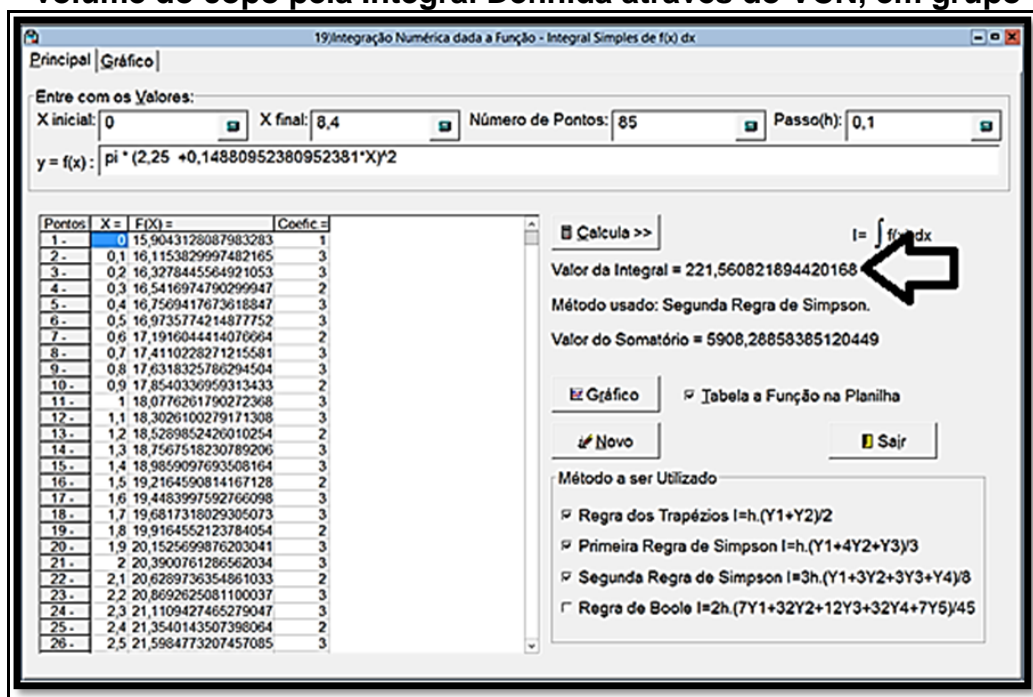 Volume do copo pela Integral Definida através do VCN, em grupo
19)Integração Numérica dada a Função - Integral Simples de f(x) dx
Principal Gráfico
Entre com os Valores:
X inicial: 0 X final: 8,4 Número de Pontos: 85 Passo(h): 0,1
y = f(x) : pi * (2,25 +0,14880952380952381*X)^2
Pontos X = F(X) = Coefic.=
1 - 0 15,9043128087983283 1
2 - 0,1 16,1153829997482165 3
3 - 0,2 16,3278445564921053 3
4 - 0,3 16,5416974790299947 2
5 - 0,4 16,7569417673618847 3
6 - 0,5 16,9735774214877752 3
7 - 0,6 17,1916044414076664 2
8 - 0,7 17,4110228271215581 3
9 - 0,8 17,6318325786294504 3
10 - 0,9 17,8540336959313433 2
11 - 1 18,0776261790272368 3
12 - 1,1 18,3026100279171308 3
13 - 1,2 18,5289852426010254 2
14 - 1,3 18,7567518230789206 3
15 - 1,4 18,9859097693508164 3
16 - 1,5 19,2164590814167128 2
17 - 1,6 19,4483997592766098 3
18 - 1,7 19,6817318029305073 3
19 - 1,8 19,9164552123784054 2
20 - 1,9 20,1525699876203041 3
21 - 2 20,3900761286562034 3
22 - 2,1 20,6289736354861033 2
23 - 2,2 20,8692625081100037 3
24 - 2,3 21,1109427465279047 3
25 - 2,4 21,3540143507398064 2
26 - 2,5 21,5984773207457085 3
Calcula >> I= ∫ f(x) dx
Valor da Integral = 221,560821894420168
Método usado: Segunda Regra de Simpson.
Valor do Somatório = 5908,28858385120449
Gráfico Tabela a Função na Planilha
Novo Sair
Método a ser Utilizado
Regra dos Trapézios I=h.(Y1+Y2)/2
Primeira Regra de Simpson I=h.(Y1+4Y2+Y3)/3
Segunda Regra de Simpson I=3h.(Y1+3Y2+3Y3+Y4)/8
Regra de Boole I=2h.(7Y1+32Y2+12Y3+32Y4+7Y5)/45